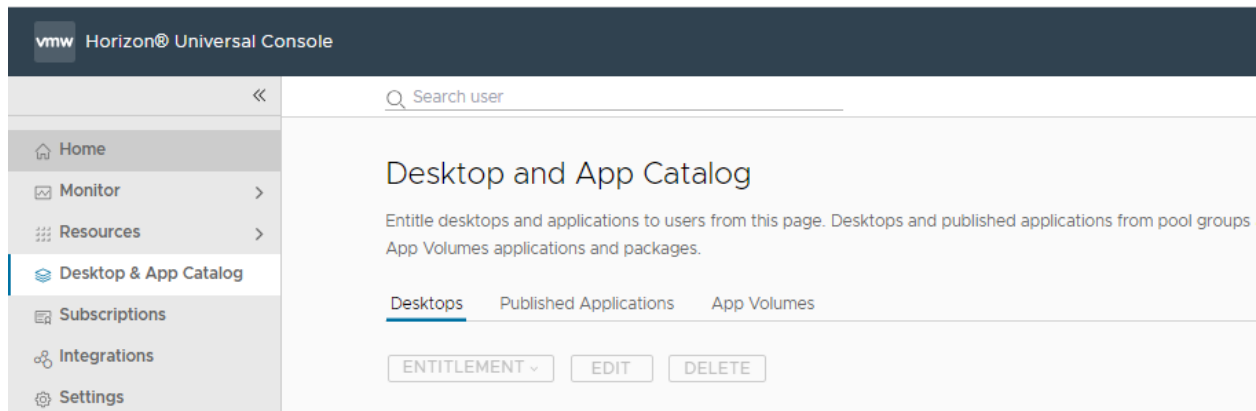 vmw Horizon® Universal Console
Search user
Home
Monitor
Resources
Desktop & App Catalog
Subscriptions
Integrations
Settings
Desktop and App Catalog
Entitle desktops and applications to users from this page. Desktops and published applications from pool groups
App Volumes applications and packages.
Desktops Published Applications App Volumes
ENTITLEMENT EDIT DELETE